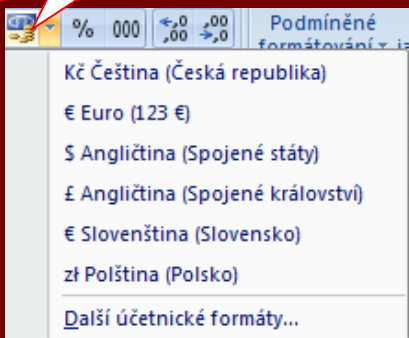 % 000 ,0 ,00 ,00 ,0 Podmíněné
formátování
Kč Čeština (Česká republika)
€ Euro (123 €)
$ Angličtina (Spojené státy)
£ Angličtina (Spojené království)
€ Slovenština (Slovensko)
zł Polština (Polsko)
Další účetnické formáty...